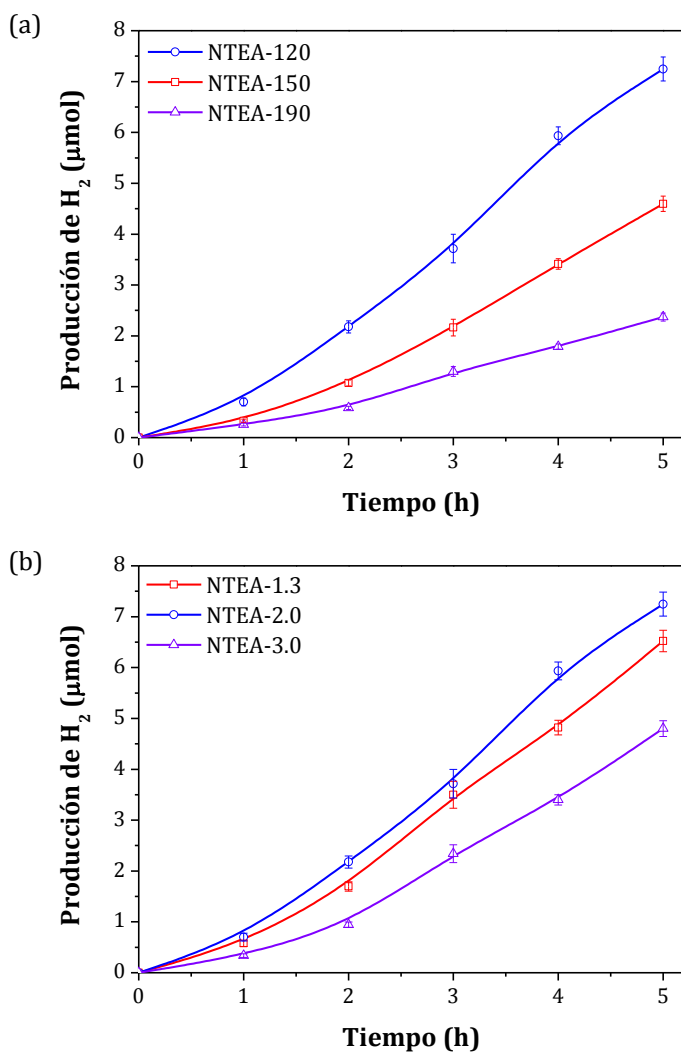 (a)
8
7
6
5
4
3
2
1
0
Producción de H₂ (μmol)
NTEA-120
NTEA-150
NTEA-190
0 1 2 3 4 5
Tiempo (h)
(b)
8
7
6
5
4
3
2
1
0
Producción de H₂ (μmol)
NTEA-1.3
NTEA-2.0
NTEA-3.0
0 1 2 3 4 5
Tiempo (h)